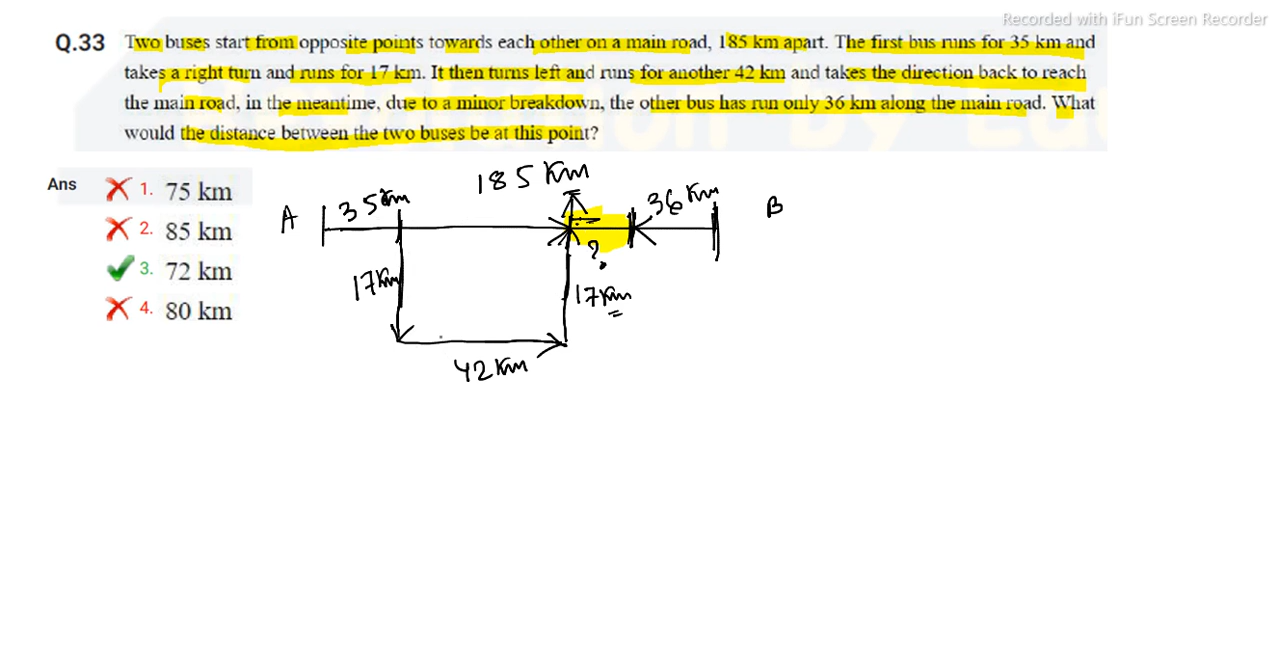 Recorded with iFun Screen Recorder
Q.33 Two buses start from opposite points towards each other on a main road, 185 km apart. The first bus runs for 35 km and
takes a right turn and runs for 17 km. It then turns left and runs for another 42 km and takes the direction back to reach
the main road, in the meantime, due to a minor breakdown, the other bus has run only 36 km along the main road. What
would the distance between the two buses be at this point?
Ans 1. 75 km
2. 85 km
3. 72 km
4. 80 km
185 Km
A 35 km 36 Km B
?
17Km 17Km
42 Km